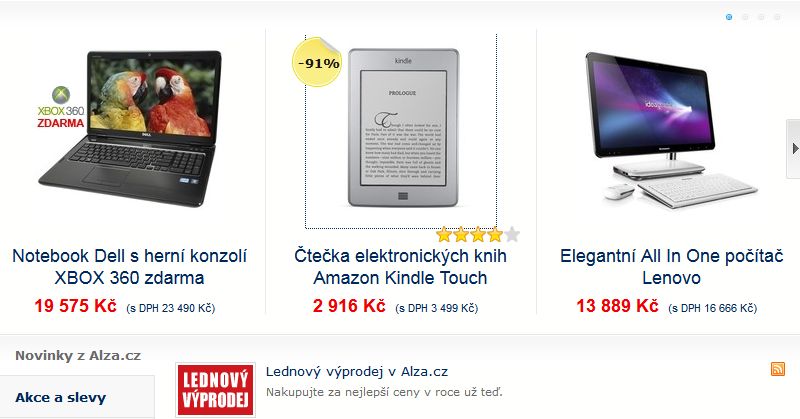 XBOX360
ZDARMA
DELL
-91%
kindle
PROLOGUE
ideacentre
Notebook Dell s herní konzolí
XBOX 360 zdarma
19 575 Kč (s DPH 23 490 Kč)
Čtečka elektronických knih
Amazon Kindle Touch
2 916 Kč (s DPH 3 499 Kč)
Elegantní All In One počítač
Lenovo
13 889 Kč (s DPH 16 666 Kč)
Novinky z Alza.cz
Akce a slevy
LEDNOVÝ
VÝPRODEJ
Lednový výprodej v Alza.cz
Nakupujte za nejlepší ceny v roce už teď.